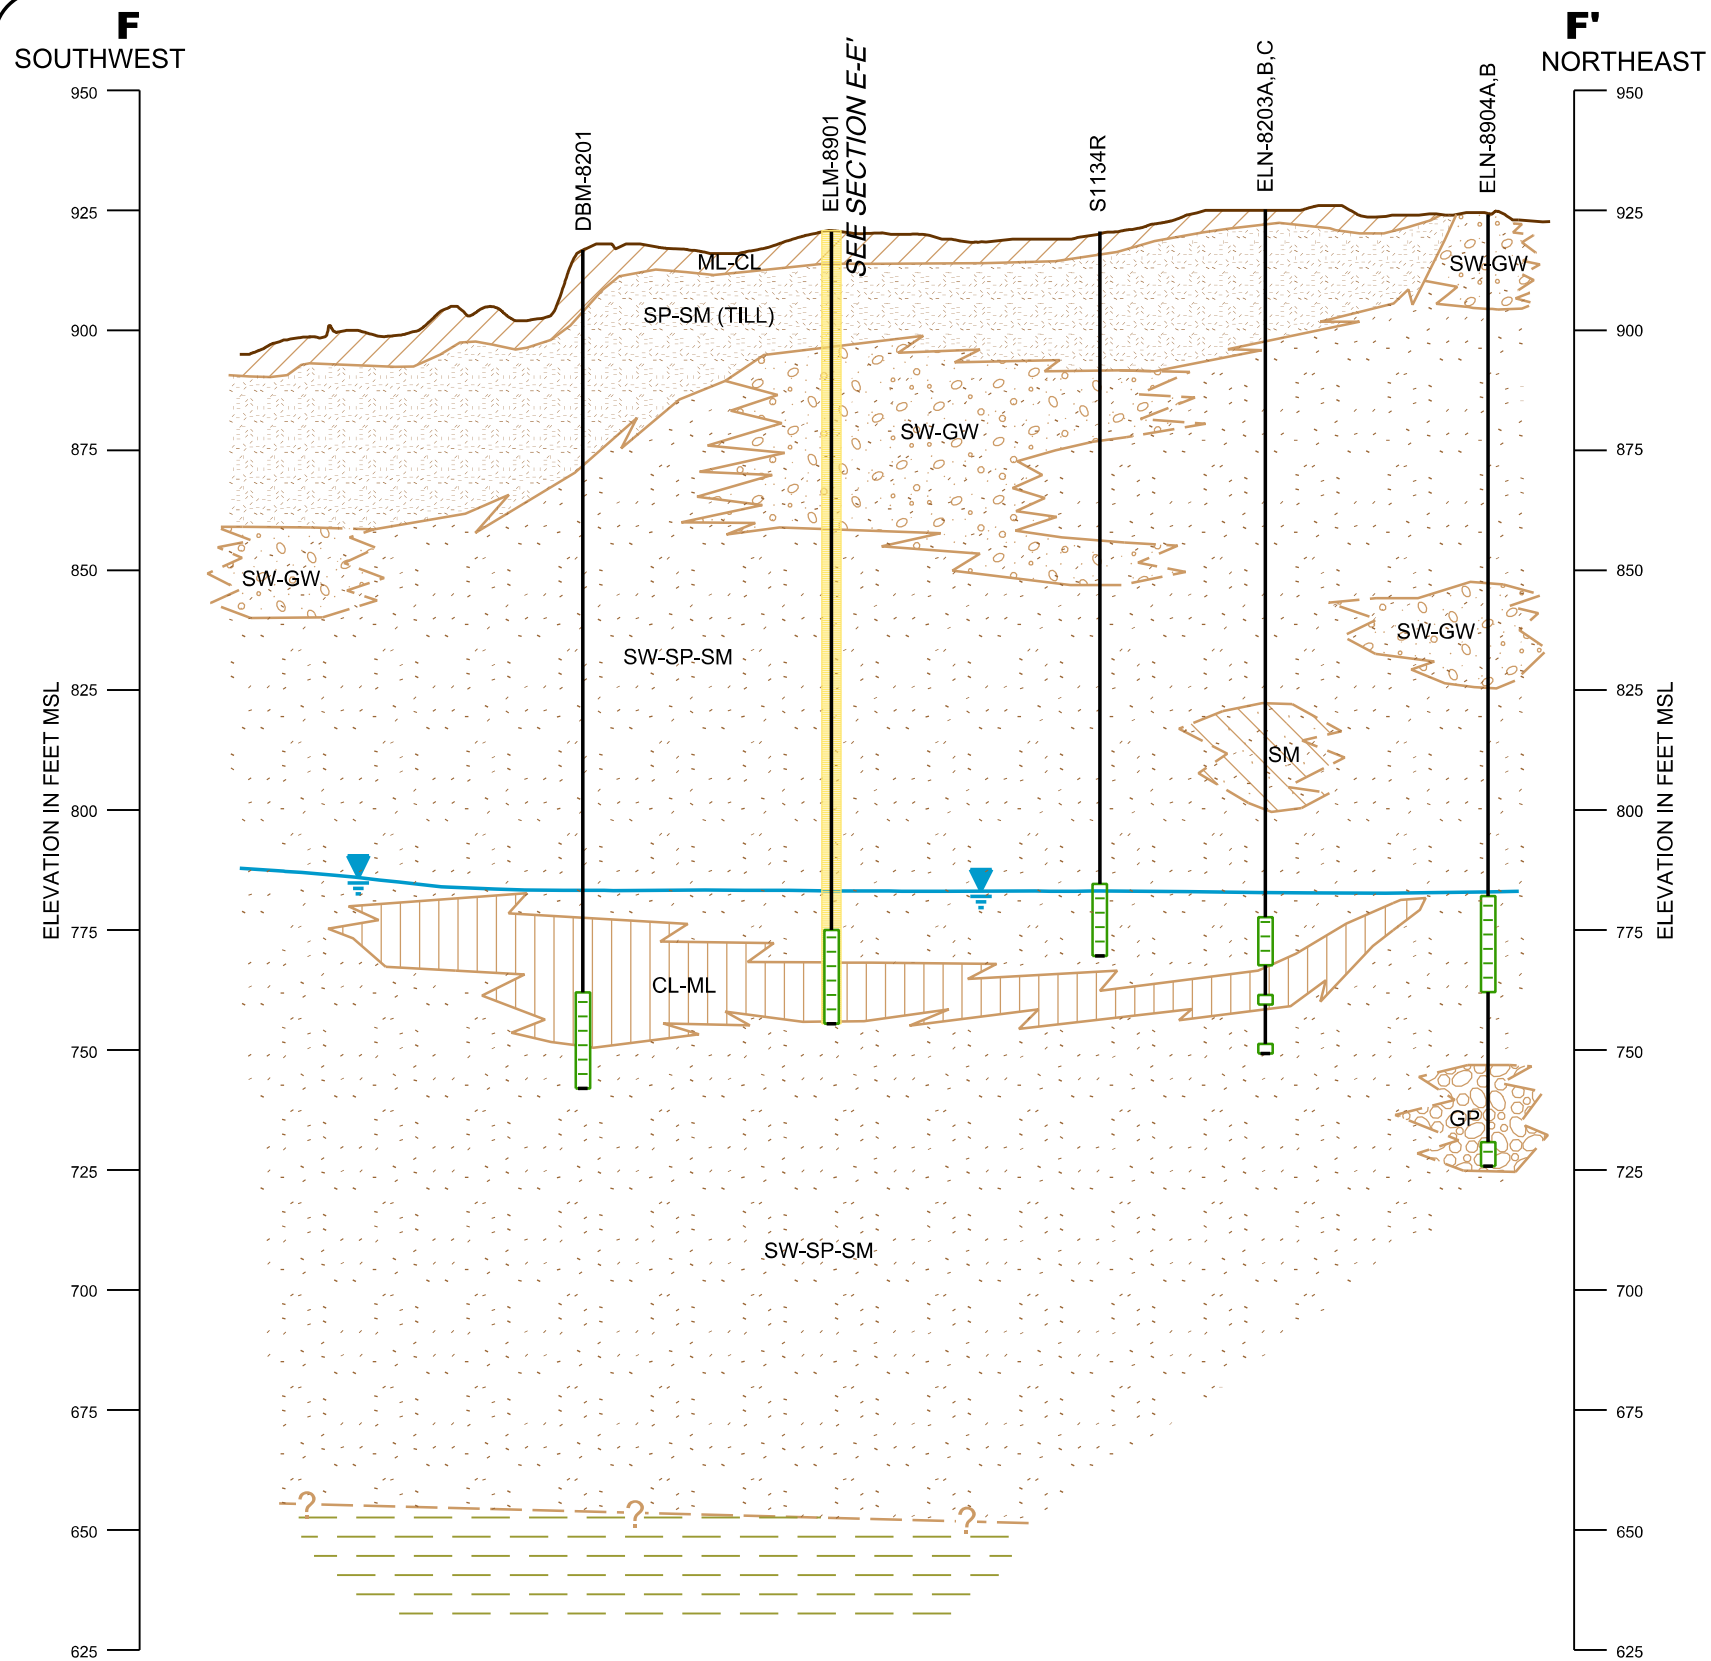 F
SOUTHWEST
F'
NORTHEAST
DBM-8201
ELM-8901
SEE SECTION E-E'
S1134R
ELN-8203A,B,C
ELN-8904A,B
950
925
900
875
850
825
800
775
750
725
700
675
650
625
ELEVATION IN FEET MSL
ML-CL
SP-SM (TILL)
SW-GW
SW-GW
SW-GW
SW-GW
SW-SP-SM
SM
CL-ML
GP
SW-SP-SM
?
?
?
950
925
900
875
850
825
800
775
750
725
700
675
650
625
ELEVATION IN FEET MSL